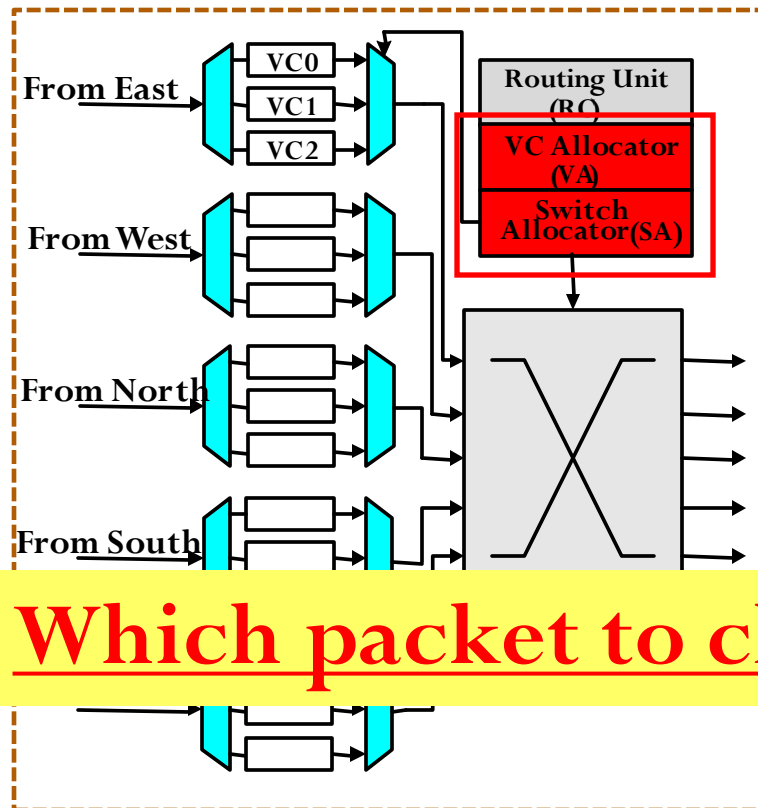 From East
VC0
VC1
VC2
Routing Unit
(RC)
VC Allocator
(VA)
Switch
Allocator(SA)
From West
From North
From South
Which packet to